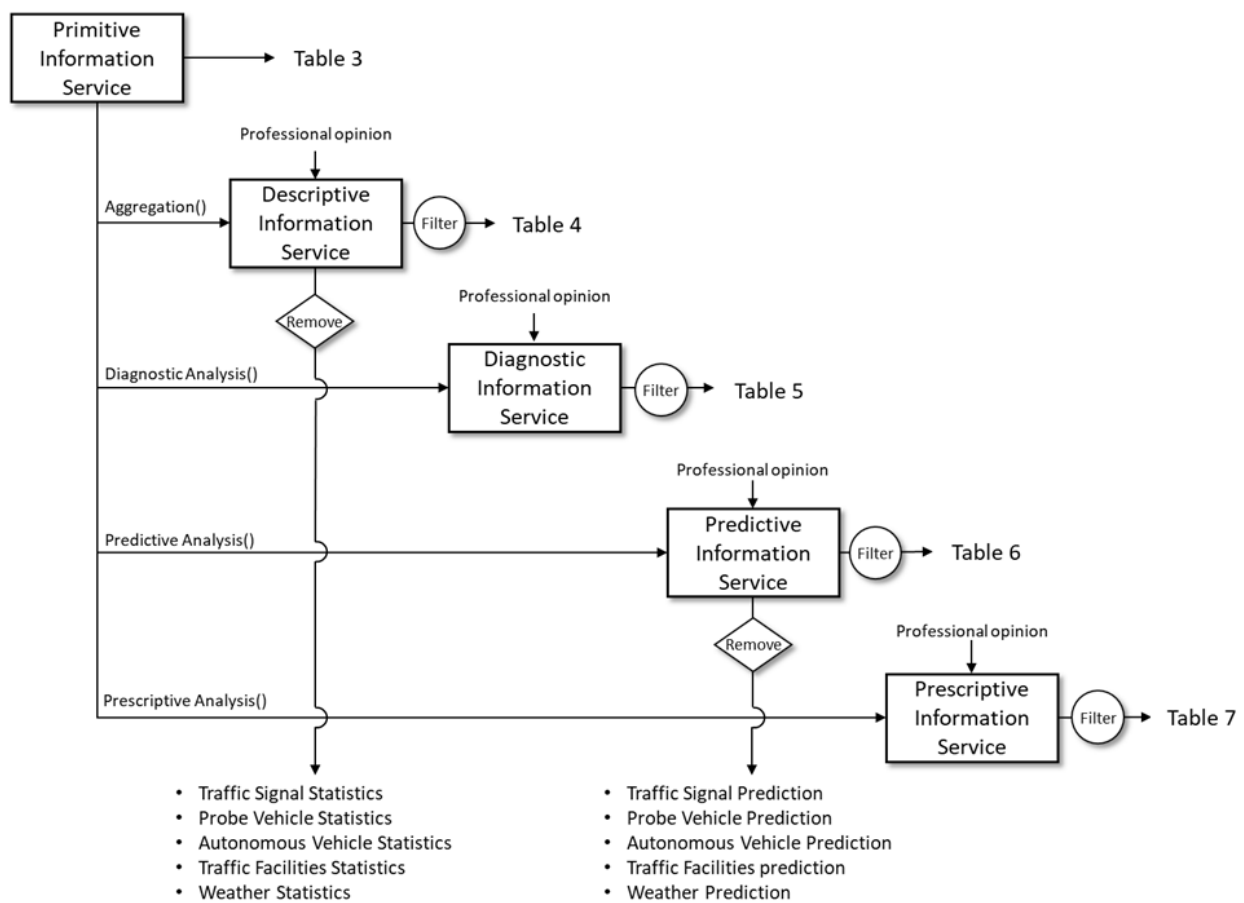 Primitive
Information
Service
Table 3
Professional opinion
Aggregation()
Descriptive
Information
Service
Filter
Table 4
Remove
Professional opinion
Diagnostic Analysis()
Diagnostic
Information
Service
Filter
Table 5
Professional opinion
Predictive Analysis()
Predictive
Information
Service
Filter
Table 6
Remove
Professional opinion
Prescriptive Analysis()
Prescriptive
Information
Service
Filter
Table 7
• Traffic Signal Statistics
• Probe Vehicle Statistics
• Autonomous Vehicle Statistics
• Traffic Facilities Statistics
• Weather Statistics
• Traffic Signal Prediction
• Probe Vehicle Prediction
• Autonomous Vehicle Prediction
• Traffic Facilities prediction
• Weather Prediction